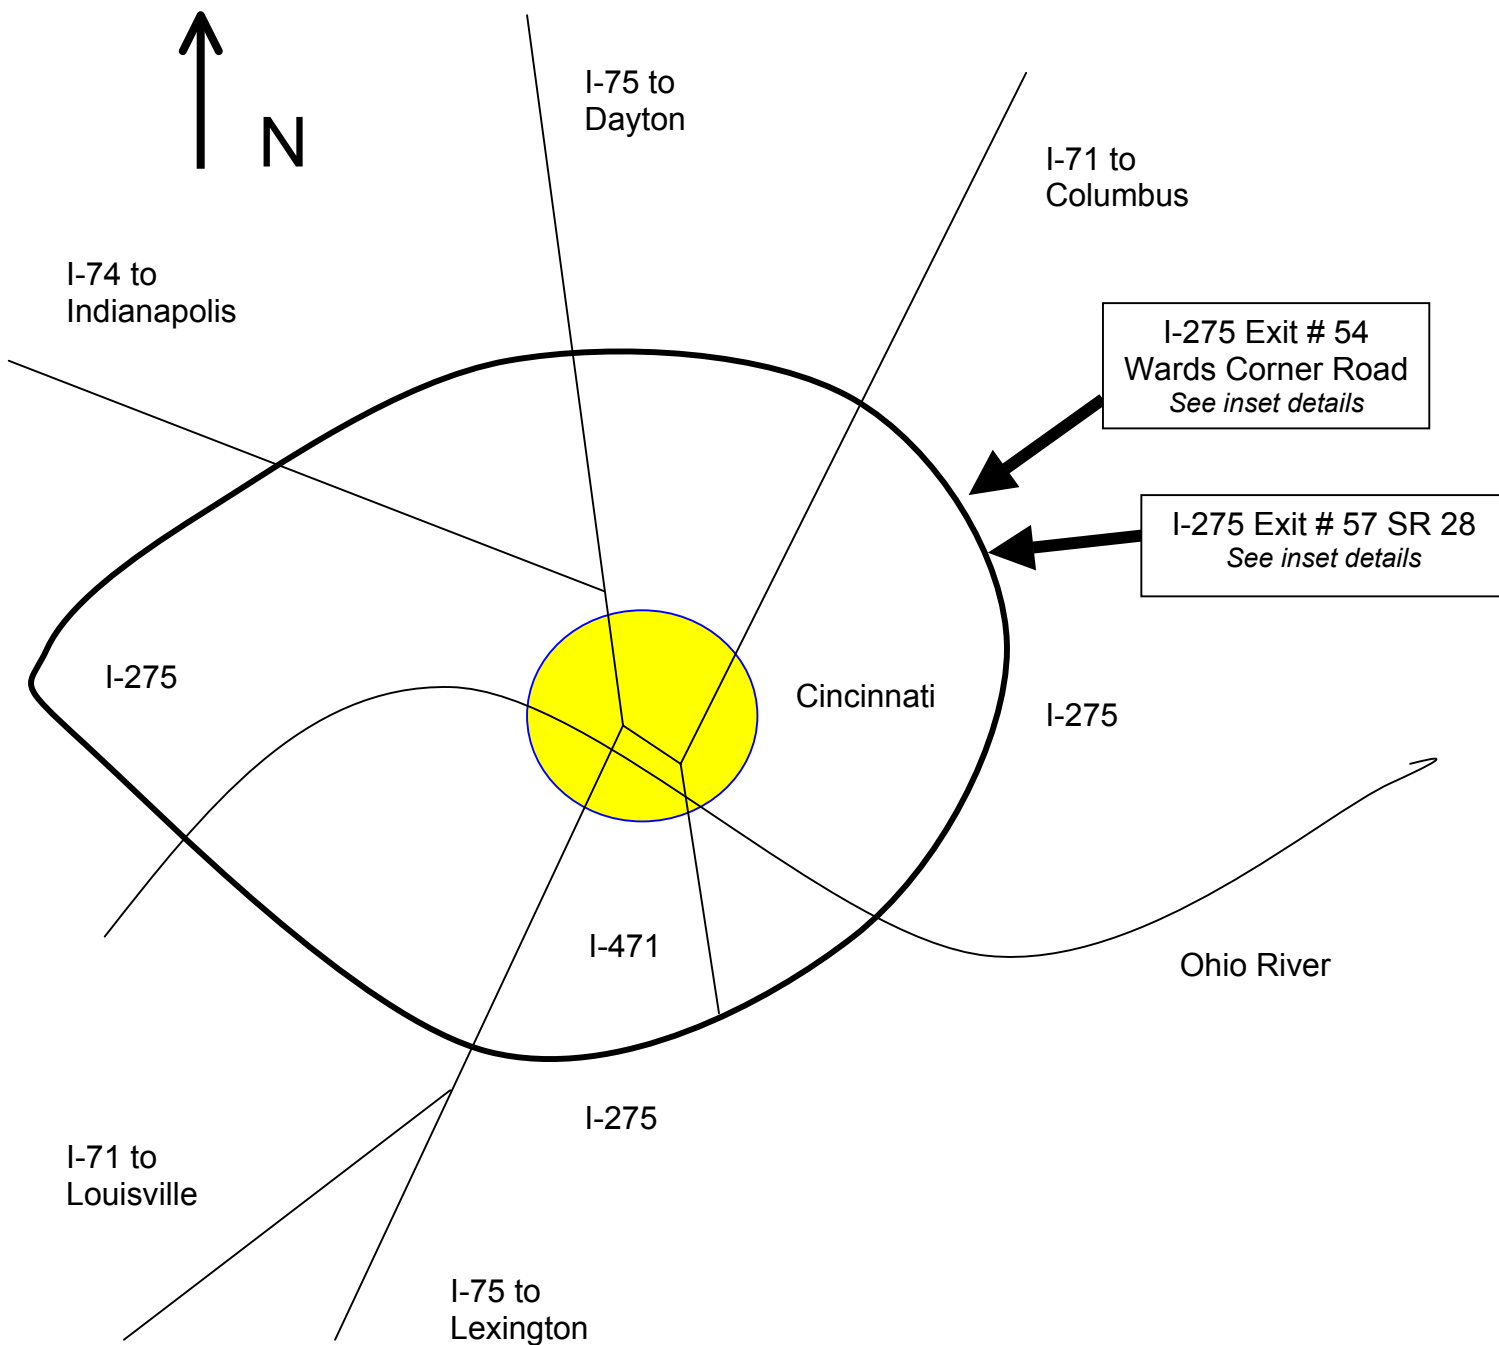 N
I-75 to
Dayton
I-71 to
Columbus
I-74 to
Indianapolis
I-275 Exit # 54
Wards Corner Road
See inset details
I-275 Exit # 57 SR 28
See inset details
I-275
Cincinnati
I-275
I-471
Ohio River
I-275
I-71 to
Louisville
I-75 to
Lexington